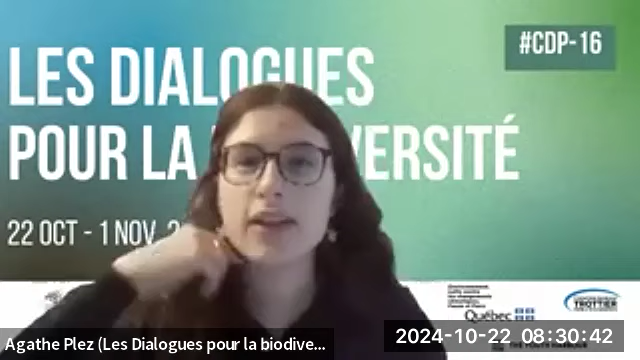 #CDP-16
LES DIALOGUES
POUR LA VERSITÉ
22 OCT - 1 NOV, 2
Québec
TROTTIER
Agathe Plez (Les Dialogues pour la biodive...
2024-10-22 08:30:42